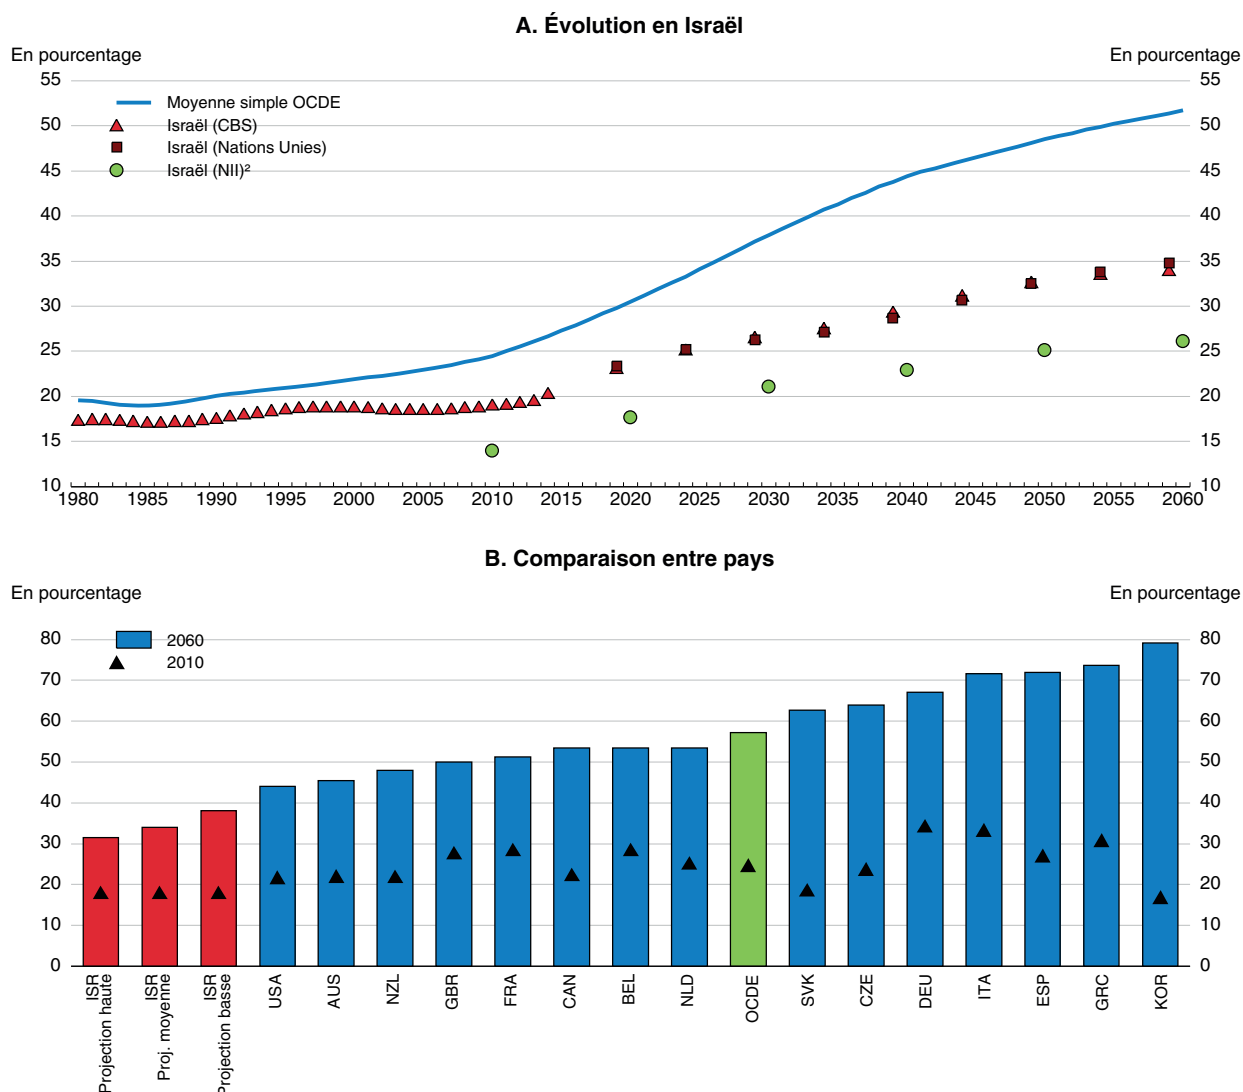 A. Évolution en Israël
En pourcentage En pourcentage
55 55
Moyenne simple OCDE
50 50
Israël (CBS)
Israël (Nations Unies)
45 45
Israël (NII)²
40 40
35 35
30 30
25 25
20 20
15 15
10 10
1980 1985 1990 1995 2000 2005 2010 2015 2020 2025 2030 2035 2040 2045 2050 2055 2060
B. Comparaison entre pays
En pourcentage En pourcentage
80 2060 80
2010
70 70
60 60
50 50
40 40
30 30
20 20
10 10
0 0
ISR
Projection haute
ISR
Proj. moyenne
ISR
Projection basse
USA
AUS
NZL
GBR
FRA
CAN
BEL
NLD
OCDE
SVK
CZE
DEU
ITA
ESP
GRC
KOR